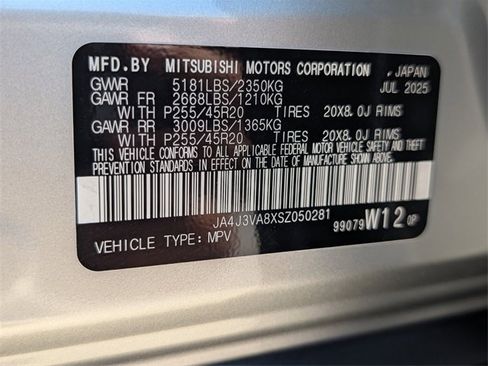 MFD.BY MITSUBISHI MOTORS CORPORATION , JAPAN
GVWR 5181LBS/2350KG JUL 2025
GAWR FR 2668LBS/1210KG
WITH P255/45R20 TIRES 20X8.0J RIMS
GAWR RR 3009LBS/1365KG
WITH P255/45R20 TIRES 20X8.0J RIMS
THIS VEHICLE CONFORMS TO ALL APPLICABLE FEDERAL MOTOR VEHICLE SAFETY AND THEFT
PREVENTION STANDARDS IN EFFECT ON THE DATE OF MANUFACTURE SHOWN ABOVE.
JA4J3VA8XSZ050281
99079 W12 0P
VEHICLE TYPE: MPV